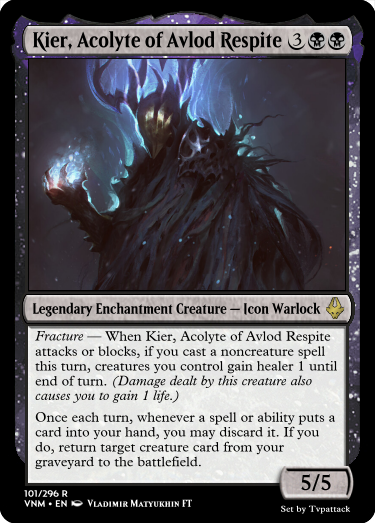 Kier, Acolyte of Avlod Respite 3
Legendary Enchantment Creature — Icon Warlock
Fracture — When Kier, Acolyte of Avlod Respite
attacks or blocks, if you cast a noncreature spell
this turn, creatures you control gain healer 1 until
end of turn. (Damage dealt by this creature also
causes you to gain 1 life.)
Once each turn, whenever a spell or ability puts a
card into your hand, you may discard it. If you
do, return target creature card from your
graveyard to the battlefield.
5/5
101/296 R
VNM • EN Vladimir Matyukhin FT
Set by Tvpattack